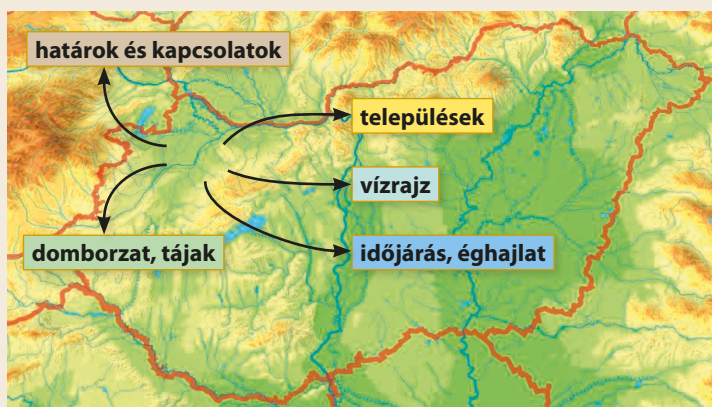 határok és kapcsolatok
települések
vízrajz
domborzat, tájak
időjárás, éghajlat